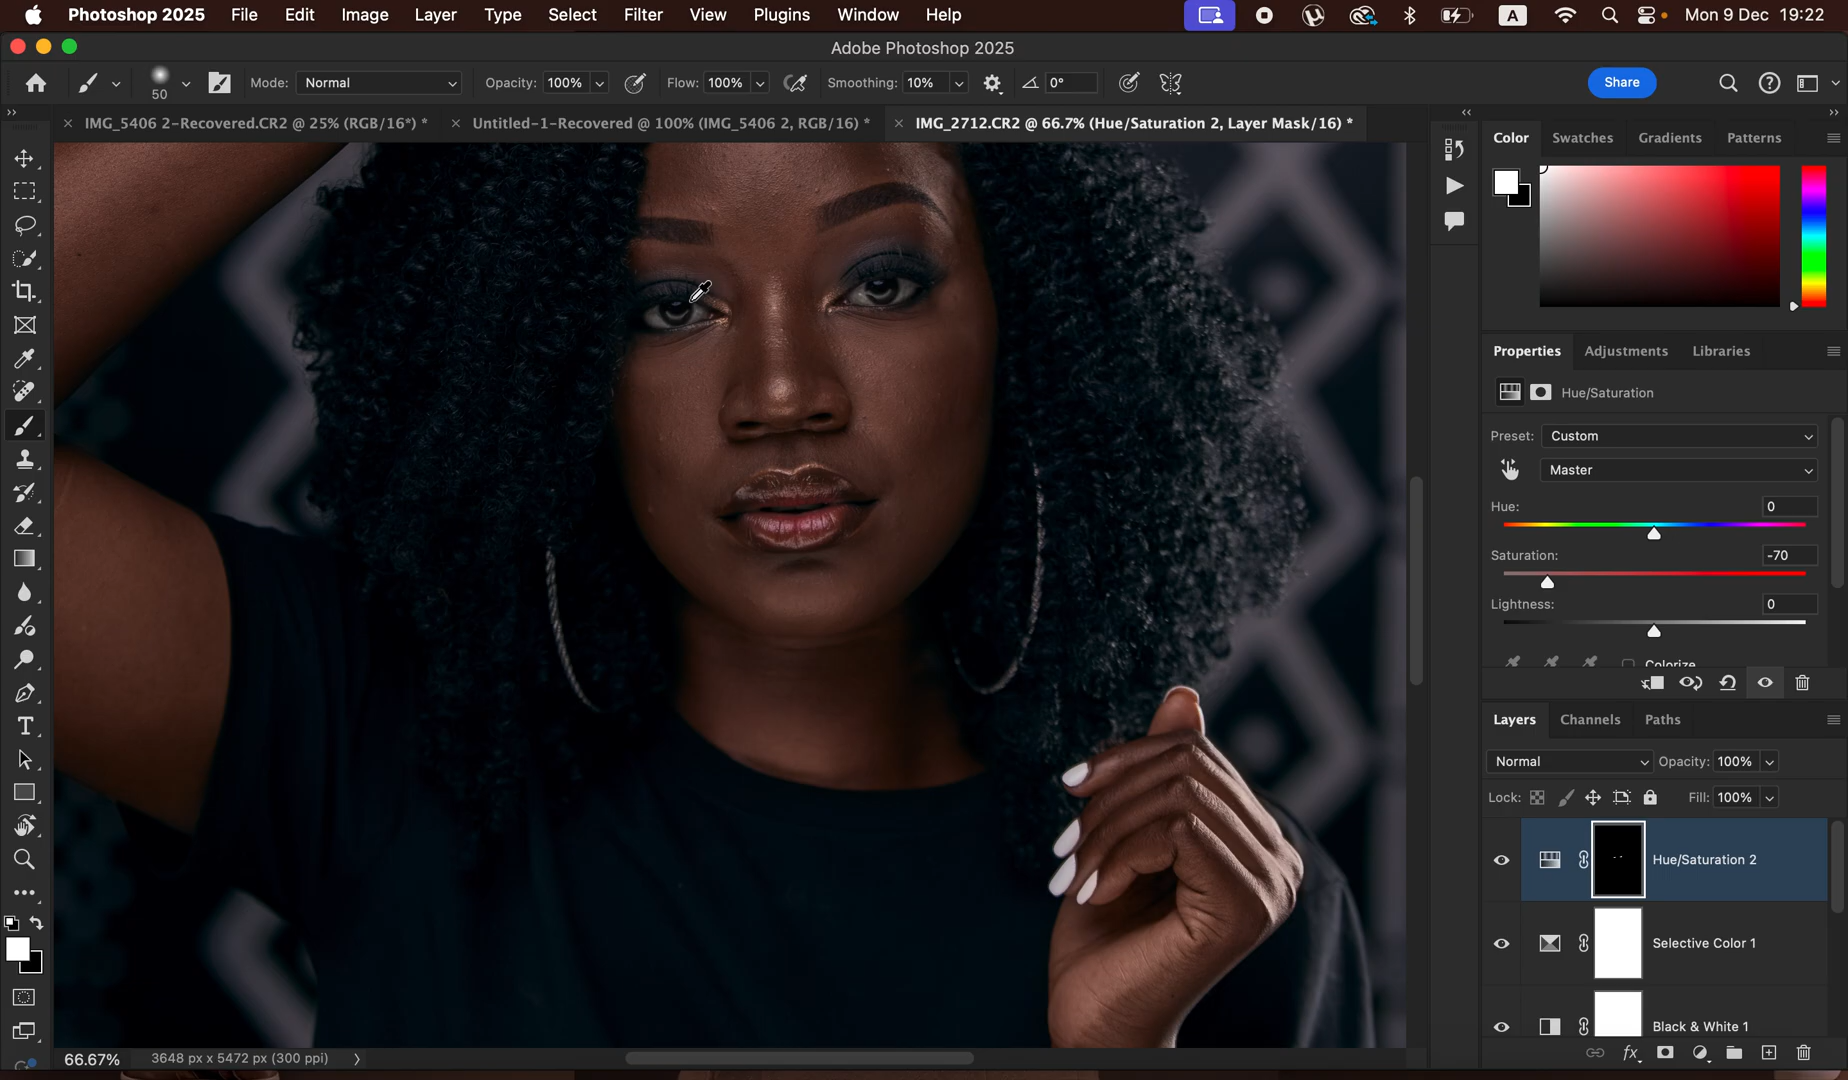 Photoshop 2025 File Edit Image Layer Type Select Filter View Plugins Window Help A Mon 9 Dec 19:22
Adobe Photoshop 2025
50 Mode: Normal Opacity: 100% Flow: 100% Smoothing: 10% 0° Share
IMG_5406 2-Recovered.CR2 @ 25% (RGB/16*) * Untitled-1-Recovered @ 100% (IMG_5406 2, RGB/16) * IMG_2712.CR2 @ 66.7% (Hue/Saturation 2, Layer Mask/16) *
Color Swatches Gradients Patterns
Properties Adjustments Libraries
Hue/Saturation
Preset: Custom
Master
Hue: 0
Saturation: -70
Lightness: 0
Colorize
Layers Channels Paths
Normal Opacity: 100%
Lock: Fill: 100%
Hue/Saturation 2
Selective Color 1
Black & White 1
66.67% 3648 px x 5472 px (300 ppi)